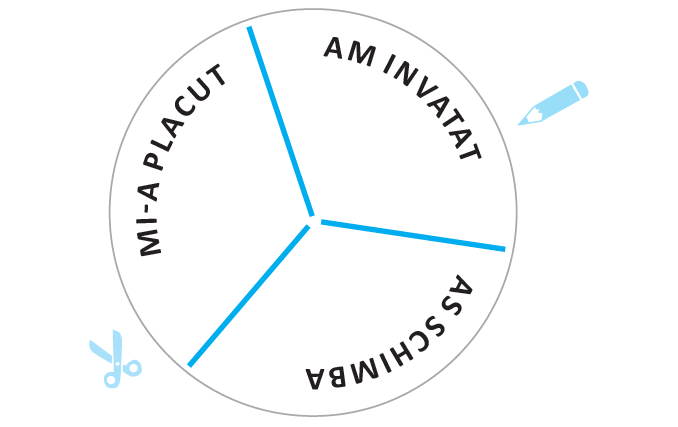 MI-A PLACUT
AM INVATAT
AS SCHIMBA